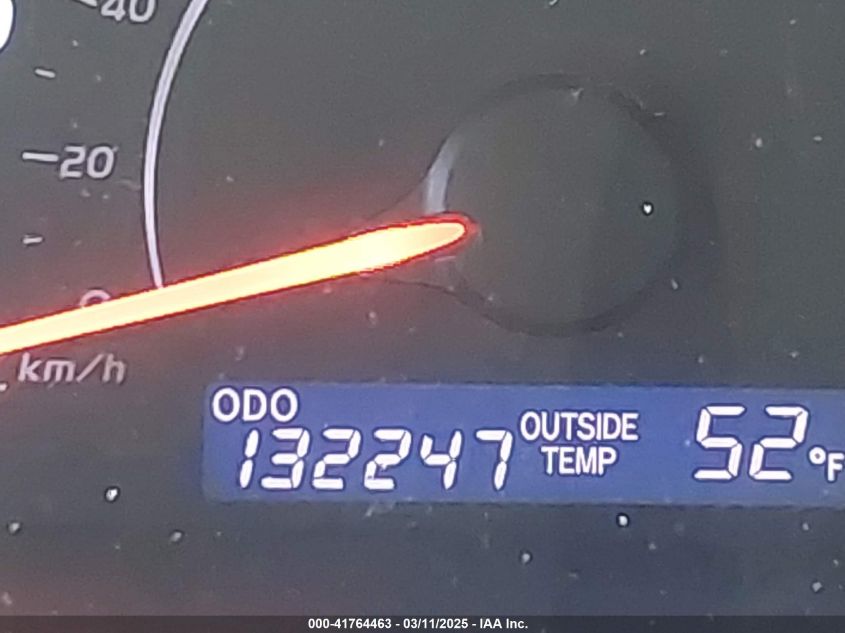 40
20
0
km/h
ODO
132247
OUTSIDE
TEMP
52°F
000-41764463 - 03/11/2025 - IAA Inc.